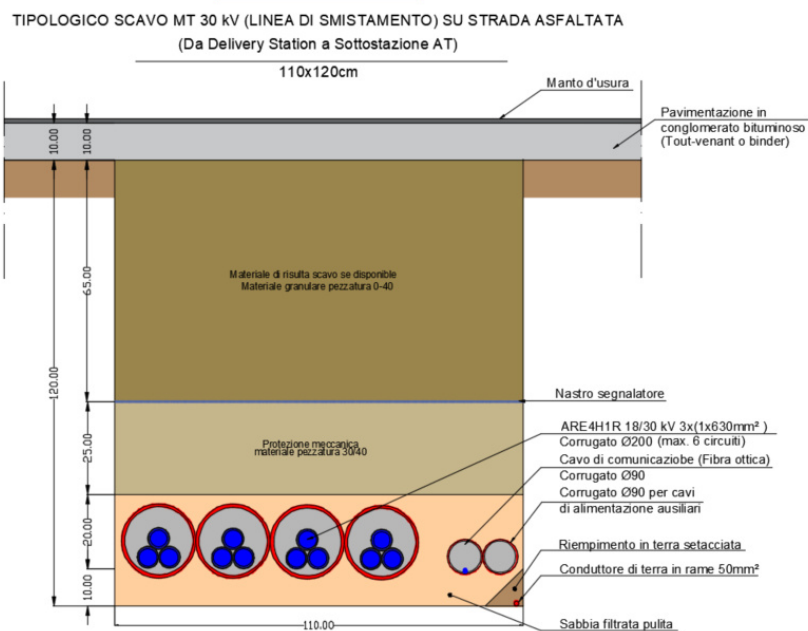 TIPOLOGICO SCAVO MT 30 kV (LINEA DI SMISTAMENTO) SU STRADA ASFALTATA
(Da Delivery Station a Sottostazione AT)
110x120cm
Manto d'usura
Pavimentazione in
conglomerato bituminoso
(Tout-venant o binder)
10.00
10.00
Materiale di risulta scavo se disponible
Materiale granulare pezzatura 0-40
65.00
120.00
Nastro segnalatore
ARE4H1R 18/30 kV 3x(1x630mm² )
Corrugato Ø200 (max. 6 circuiti)
Protezione meccanica
materiale pezzatura 30/40
25.00
Cavo di comunicaziobe (Fibra ottica)
Corrugato Ø90
Corrugato Ø90 per cavi
di alimentazione ausiliari
20.00
Riempimento in terra setacciata
Conduttore di terra in rame 50mm²
10.00
Sabbia filtrata pulita
110.00